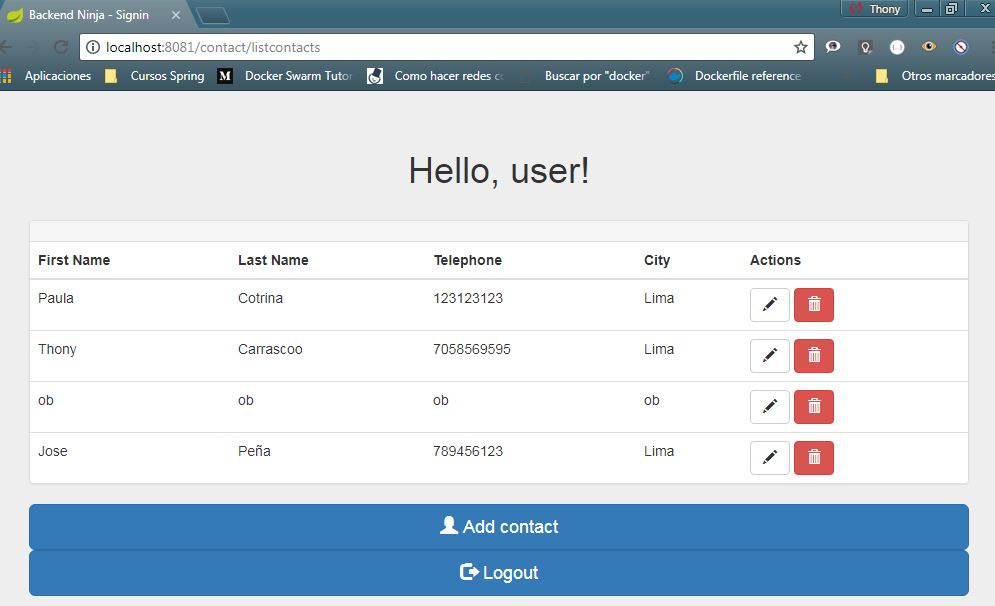 Backend Ninja - Signin
Thony
localhost:8081/contact/listcontacts
Aplicaciones Cursos Spring M Docker Swarm Tutor Como hacer redes co Buscar por "docker" Dockerfile reference Otros marcadores
Hello, user!
First Name Last Name Telephone City Actions
Paula Cotrina 123123123 Lima
Thony Carrascoo 7058569595 Lima
ob ob ob ob
Jose Peña 789456123 Lima
Add contact
Logout